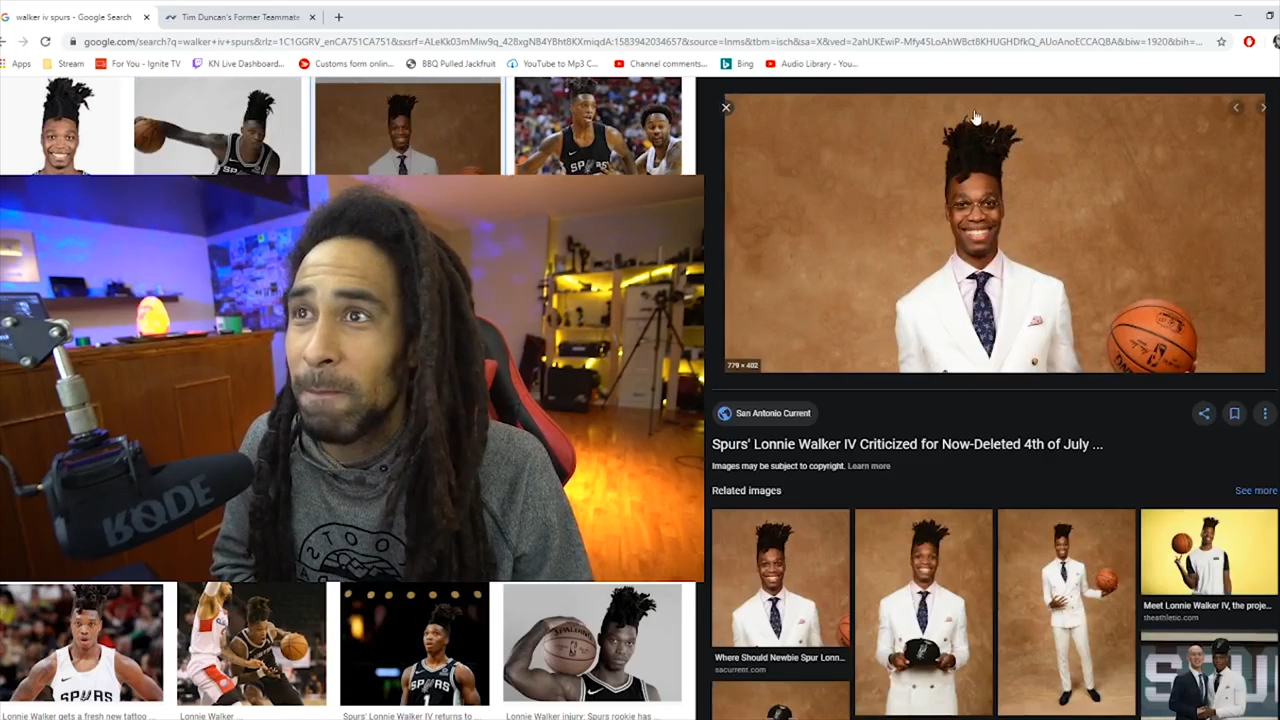 walker iv spurs - Google Search
Tim Duncan's Former Teammate
google.com/search?q=walker+iv+spurs&rlz=1C1GGRV_enCA751CA751&sxsrf=ALeKk03mMiw9q_428xgNB4YBht8KXmiqdA:1583942034657&source=lnms&tbm=isch&sa=X&ved=2ahUKEwiP-Mfy45LoAhWBct8KHUGHDfkQ_AUoAnoECCAQBA&biw=1920&bih=...
Apps
Stream
For You - Ignite TV
KN Live Dashboard...
Customs form onlin...
BBQ Pulled Jackfruit
YouTube to Mp3 C...
Channel comments...
Bing
Audio Library - You...
SPURS
779 × 402
San Antonio Current
Spurs' Lonnie Walker IV Criticized for Now-Deleted 4th of July ...
Images may be subject to copyright. Learn more
Related images
See more
RODE
STOO
Where Should Newbie Spur Lonn...
sacurrent.com
Meet Lonnie Walker IV, the proje...
theathletic.com
SPURS
SPURS
1
SPALDING
Lonnie Walker gets a fresh new tattoo ...
Lonnie Walker ...
Spurs' Lonnie Walker IV returns to ...
Lonnie Walker injury: Spurs rookie has ...